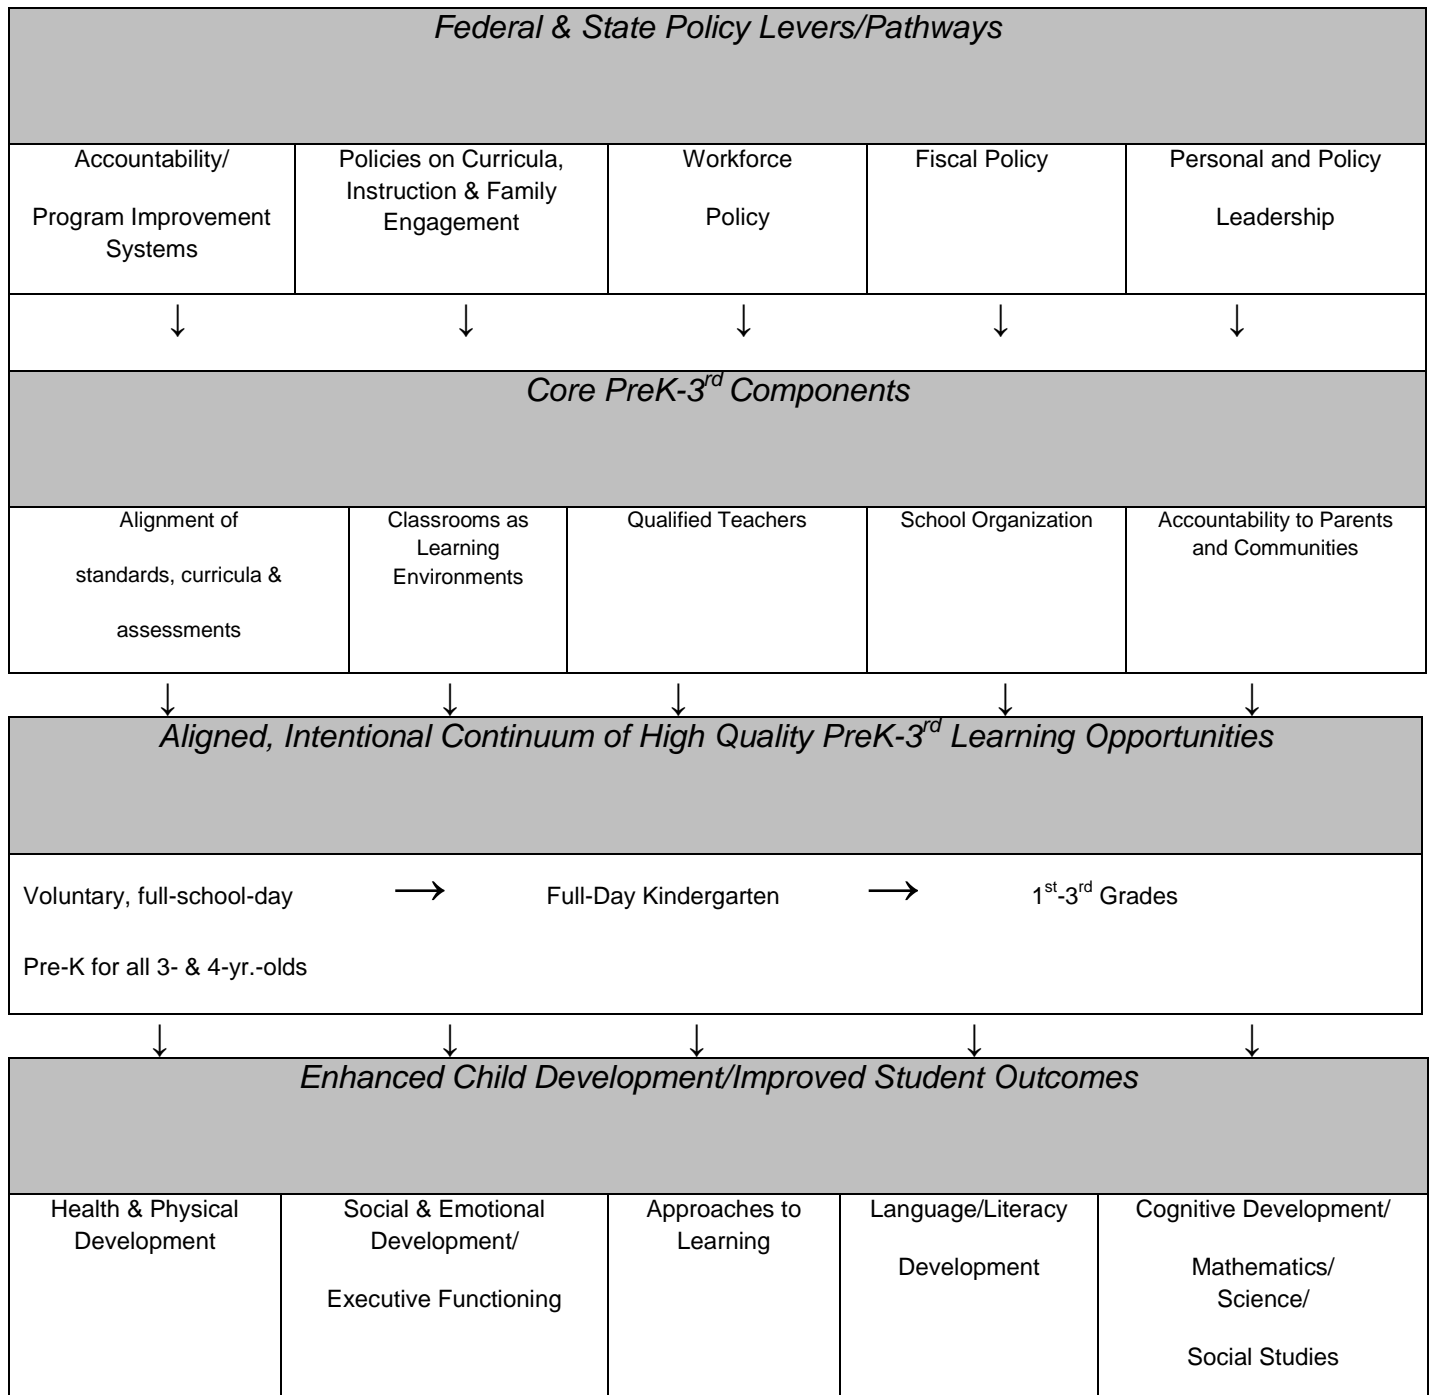 Federal & State Policy Levers/Pathways
Accountability/
Program Improvement
Systems
Policies on Curricula,
Instruction & Family
Engagement
Workforce
Policy
Fiscal Policy
Personal and Policy
Leadership
↓ ↓ ↓ ↓ ↓
Core PreK-3rd Components
Alignment of
standards, curricula &
assessments
Classrooms as
Learning
Environments
Qualified Teachers
School Organization
Accountability to Parents
and Communities
↓ ↓ ↓ ↓ ↓
Aligned, Intentional Continuum of High Quality PreK-3rd Learning Opportunities
Voluntary, full-school-day → Full-Day Kindergarten → 1st-3rd Grades
Pre-K for all 3- & 4-yr.-olds
↓ ↓ ↓ ↓ ↓
Enhanced Child Development/Improved Student Outcomes
Health & Physical
Development
Social & Emotional
Development/
Executive Functioning
Approaches to
Learning
Language/Literacy
Development
Cognitive Development/
Mathematics/
Science/
Social Studies